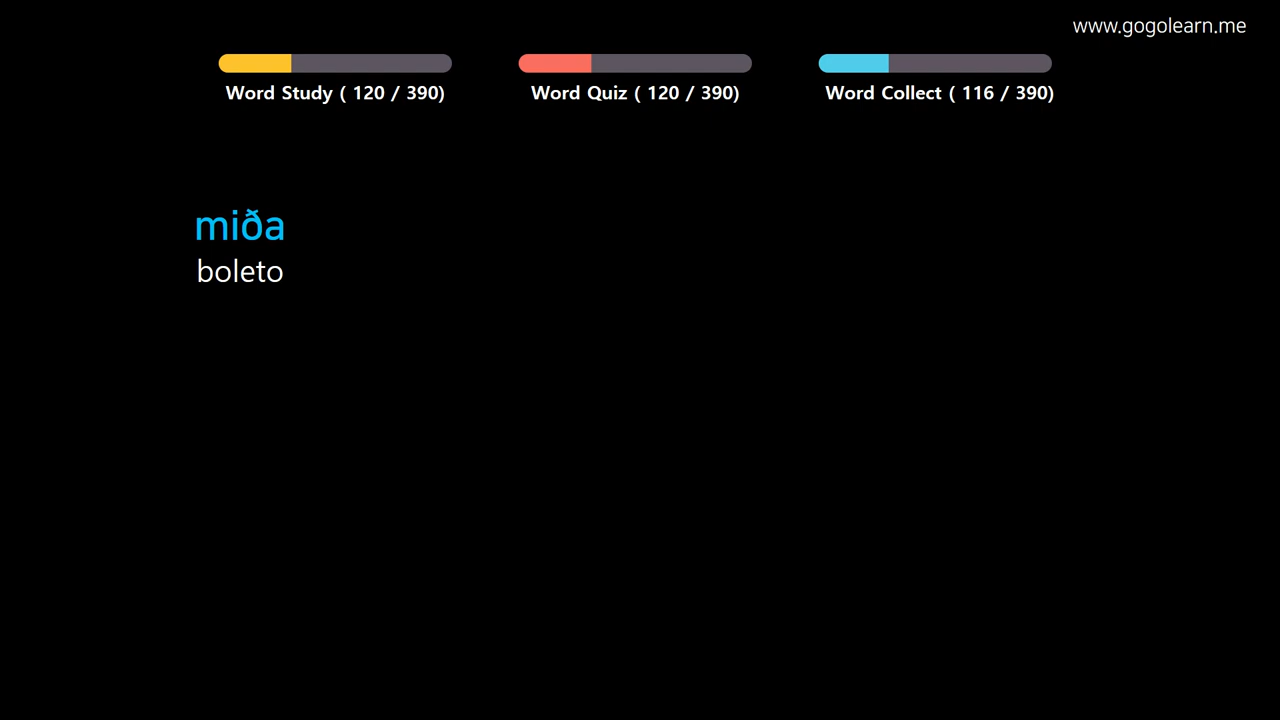 www.gogolearn.me
Word Study ( 120 / 390)
Word Quiz ( 120 / 390)
Word Collect ( 116 / 390)
miða
boleto